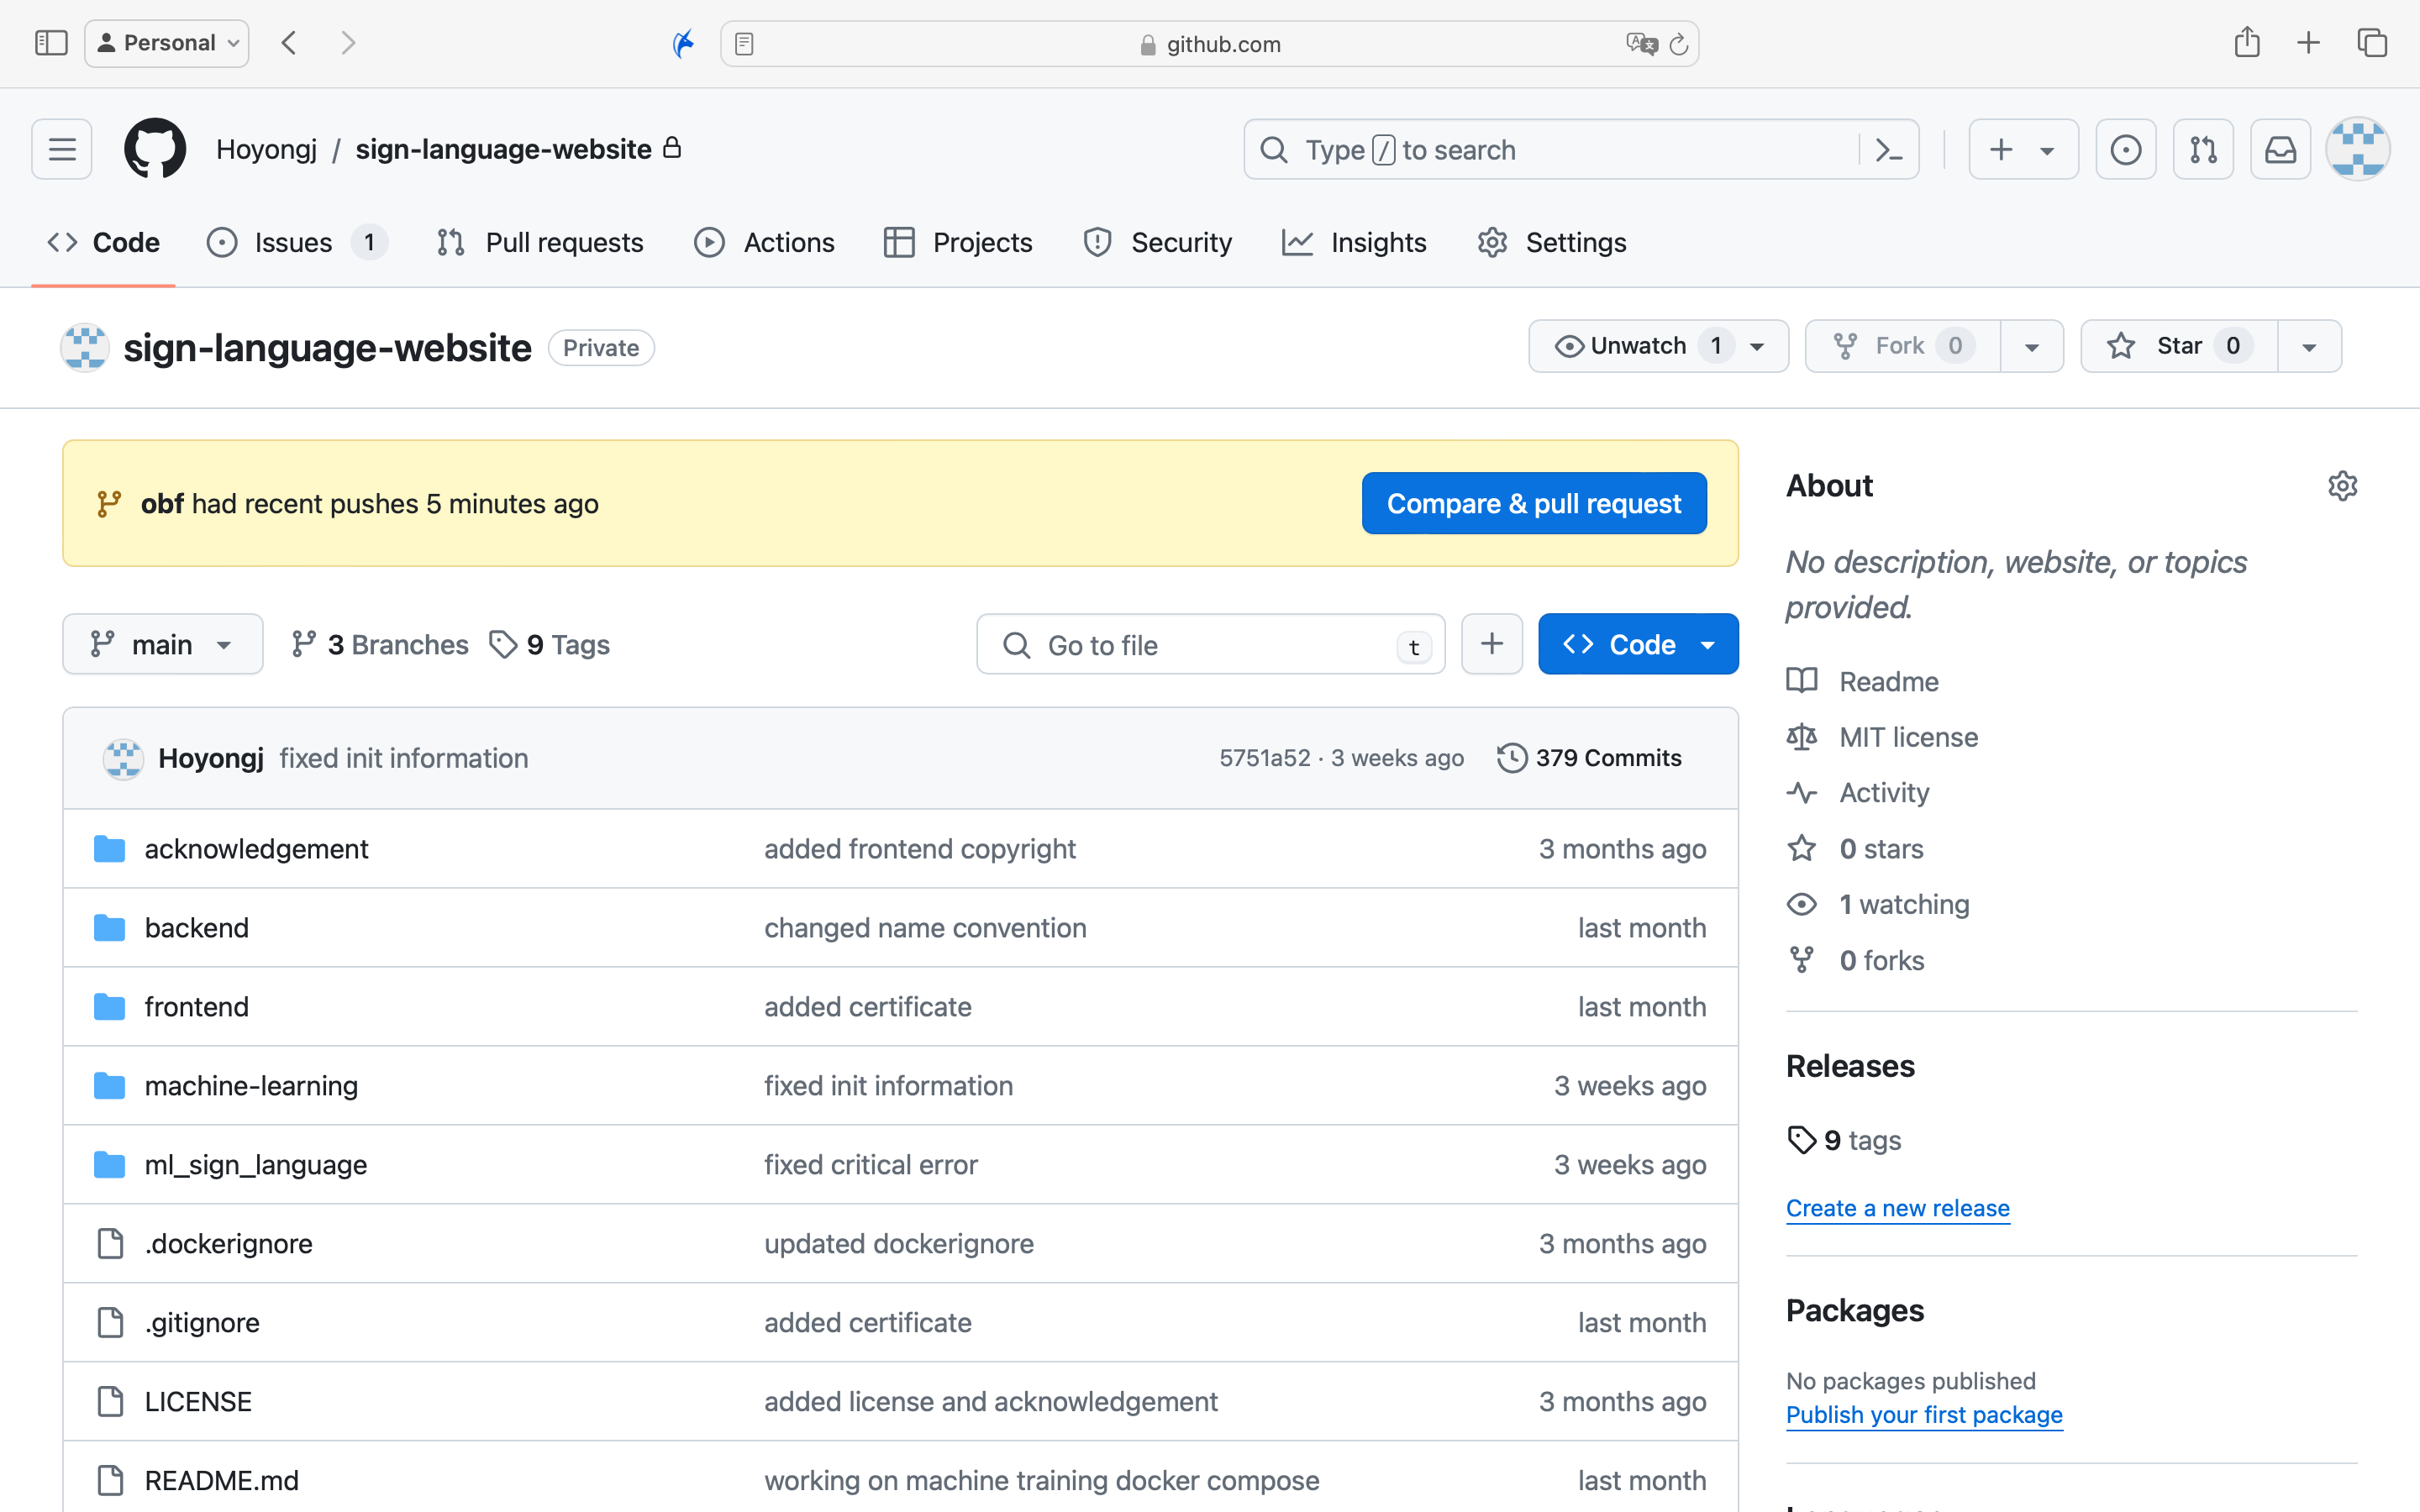 Personal
github.com
Hoyongj / sign-language-website
Type / to search
Code
Issues 1
Pull requests
Actions
Projects
Security
Insights
Settings
sign-language-website Private
Unwatch 1
Fork 0
Star 0
obf had recent pushes 5 minutes ago
Compare & pull request
main
3 Branches
9 Tags
Go to file
t
Code
Hoyongj fixed init information 5751a52 · 3 weeks ago 379 Commits
acknowledgement added frontend copyright 3 months ago
backend changed name convention last month
frontend added certificate last month
machine-learning fixed init information 3 weeks ago
ml_sign_language fixed critical error 3 weeks ago
.dockerignore updated dockerignore 3 months ago
.gitignore added certificate last month
LICENSE added license and acknowledgement 3 months ago
README.md working on machine training docker compose last month
About
No description, website, or topics
provided.
Readme
MIT license
Activity
0 stars
1 watching
0 forks
Releases
9 tags
Create a new release
Packages
No packages published
Publish your first package